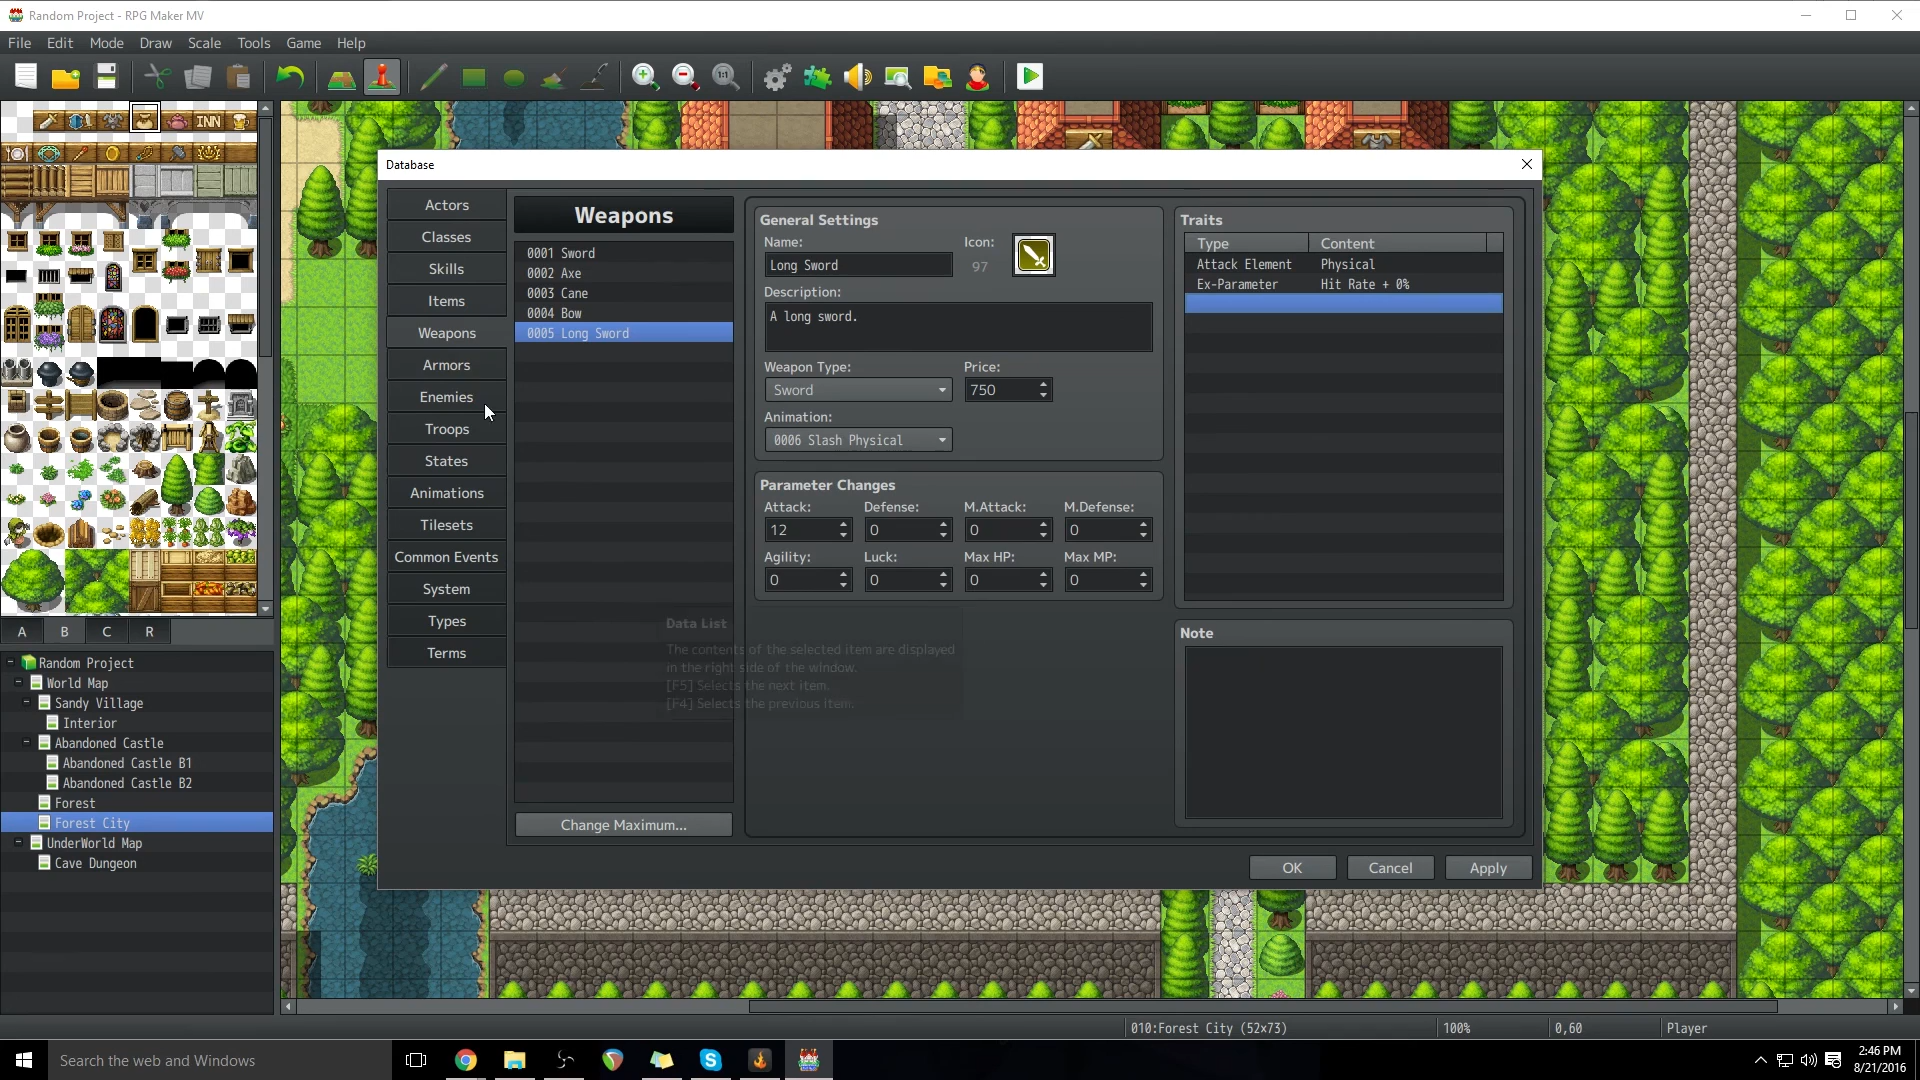 Random Project - RPG Maker MV
File Edit Mode Draw Scale Tools Game Help
1:1
INN
Database
Actors
Classes
Skills
Items
Weapons
Armors
Enemies
Troops
States
Animations
Tilesets
Common Events
System
Types
Terms
Weapons
0001 Sword
0002 Axe
0003 Cane
0004 Bow
0005 Long Sword
Data List
The contents of the selected item are displayed
in the right side of the window.
[F5] Selects the next item.
[F4] Selects the previous item.
Change Maximum...
General Settings
Name:
Icon:
Long Sword
97
Description:
A long sword.
Weapon Type:
Price:
Sword
750
Animation:
0006 Slash Physical
Parameter Changes
Attack: Defense: M.Attack: M.Defense:
12 0 0 0
Agility: Luck: Max HP: Max MP:
0 0 0 0
Traits
Type Content
Attack Element Physical
Ex-Parameter Hit Rate + 0%
Note
OK Cancel Apply
A B C R
Random Project
World Map
Sandy Village
Interior
Abandoned Castle
Abandoned Castle B1
Abandoned Castle B2
Forest
Forest City
UnderWorld Map
Cave Dungeon
010:Forest City (52x73) 100% 0,60 Player
Search the web and Windows
2:46 PM
8/21/2016